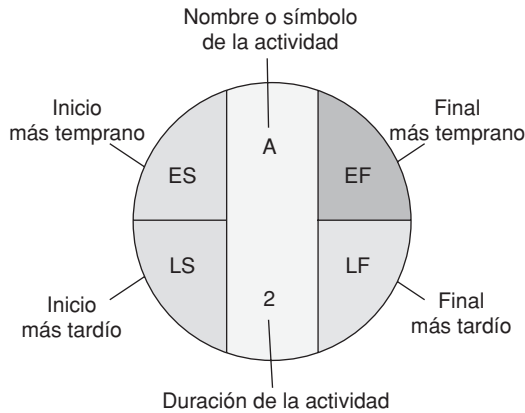 Nombre o símbolo
de la actividad
Inicio
más temprano
Final
más temprano
A
ES
EF
LS
LF
2
Inicio
más tardío
Final
más tardío
Duración de la actividad